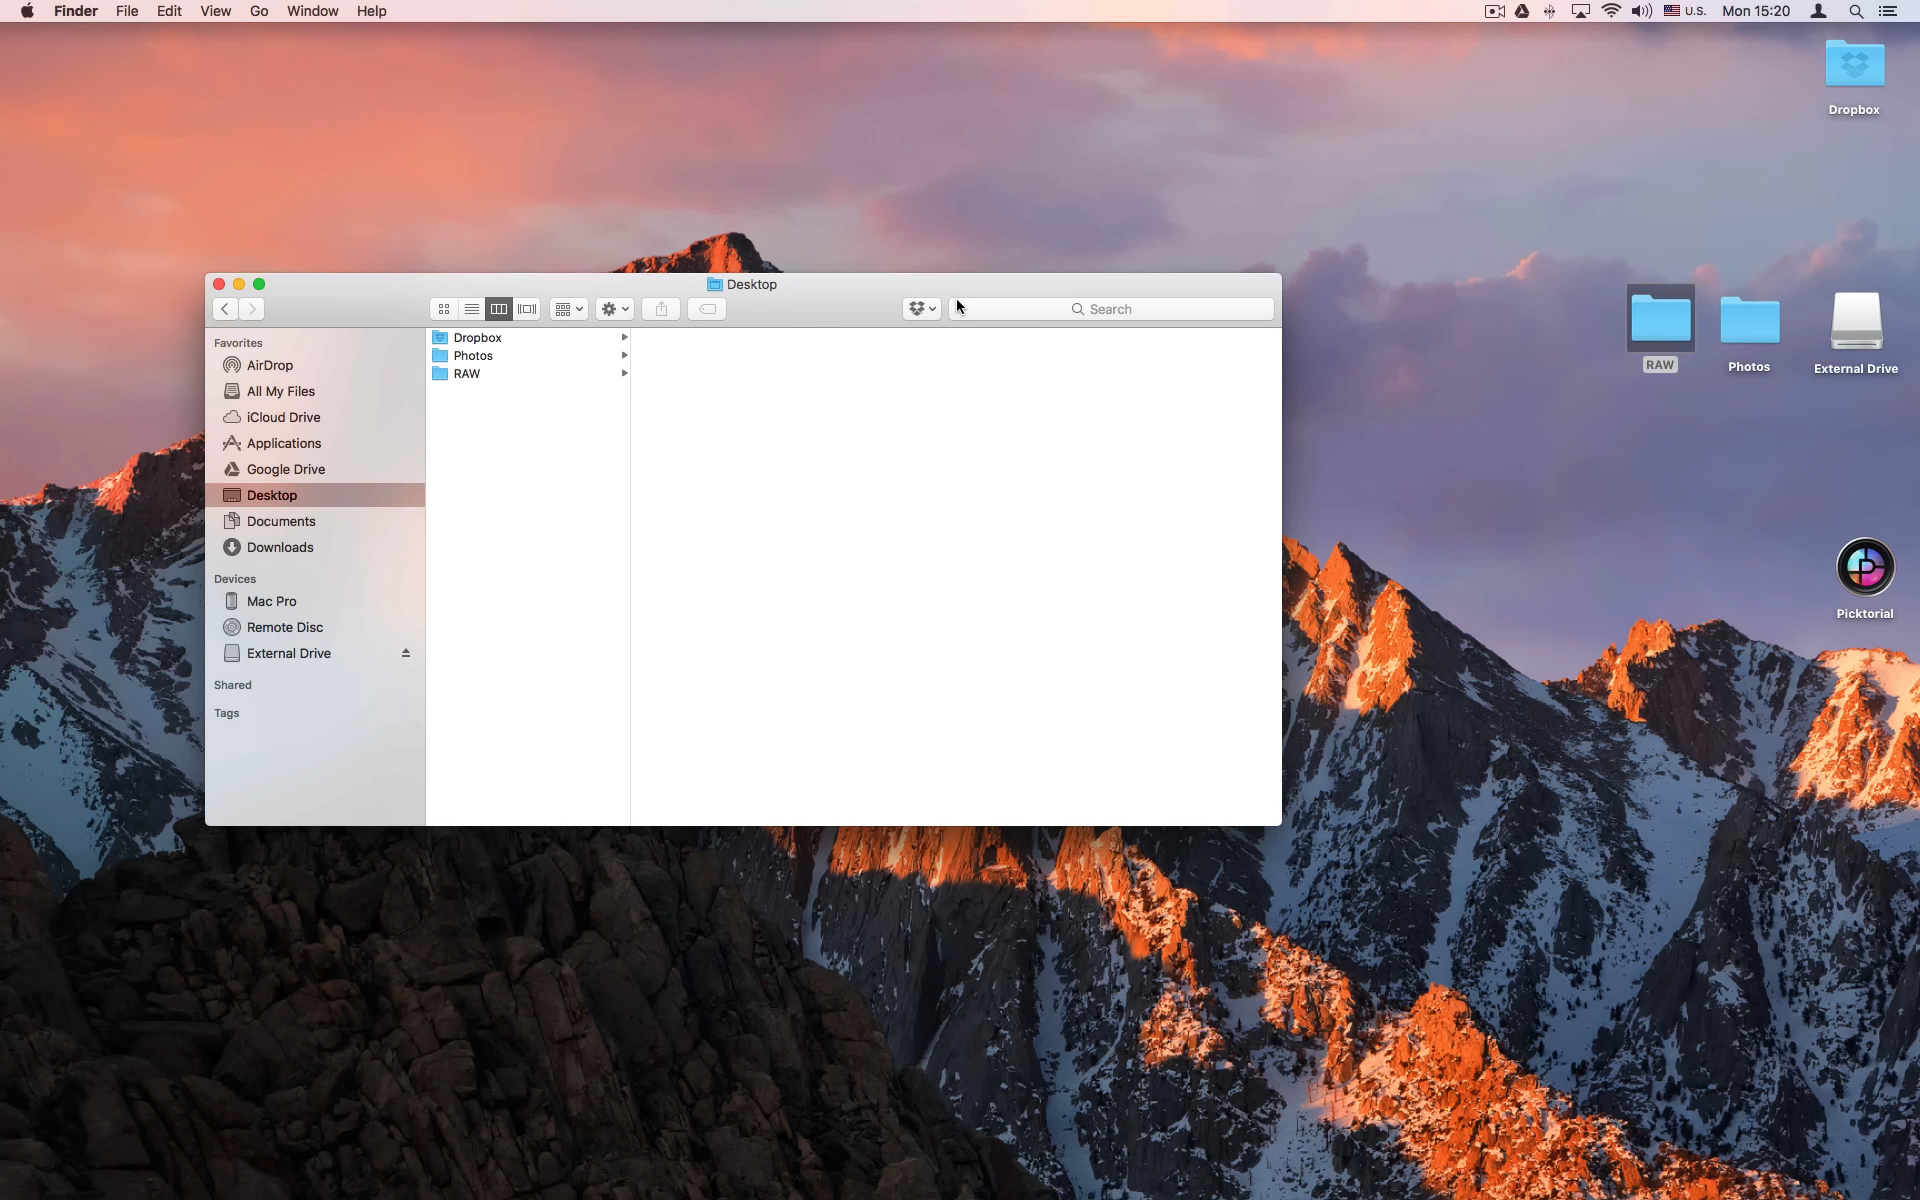 Finder File Edit View Go Window Help U.S. Mon 15:20
Dropbox
Desktop
Search
Favorites
AirDrop
All My Files
iCloud Drive
Applications
Google Drive
Desktop
Documents
Downloads
Devices
Mac Pro
Remote Disc
External Drive
Shared
Tags
Dropbox
Photos
RAW
RAW
Photos
External Drive
Picktorial